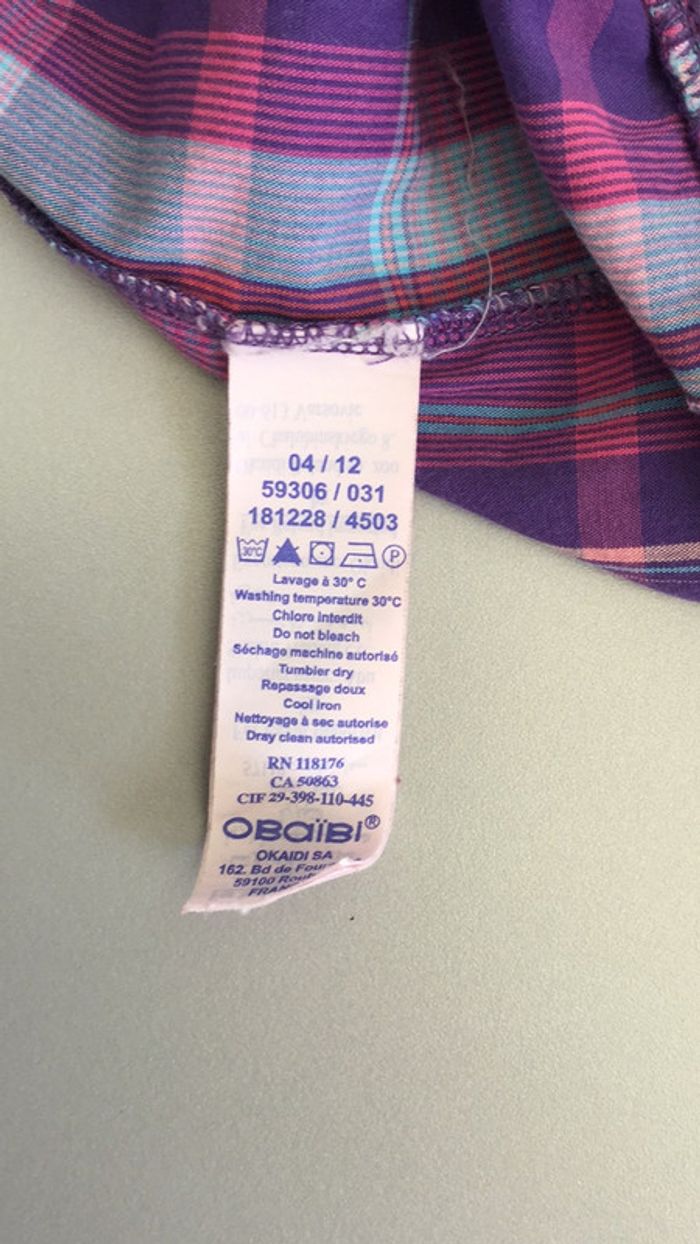 04 / 12
59306 / 031
181228 / 4503
30°C P
Lavage à 30° C
Washing temperature 30°C
Chlore interdit
Do not bleach
Séchage machine autorisé
Tumbler dry
Repassage doux
Cool iron
Nettoyage à sec autorise
Dray clean autorised
RN 118176
CA 50863
CIF 29-398-110-445
OBaïBi®
OKAIDI SA
162. Bd de
59100